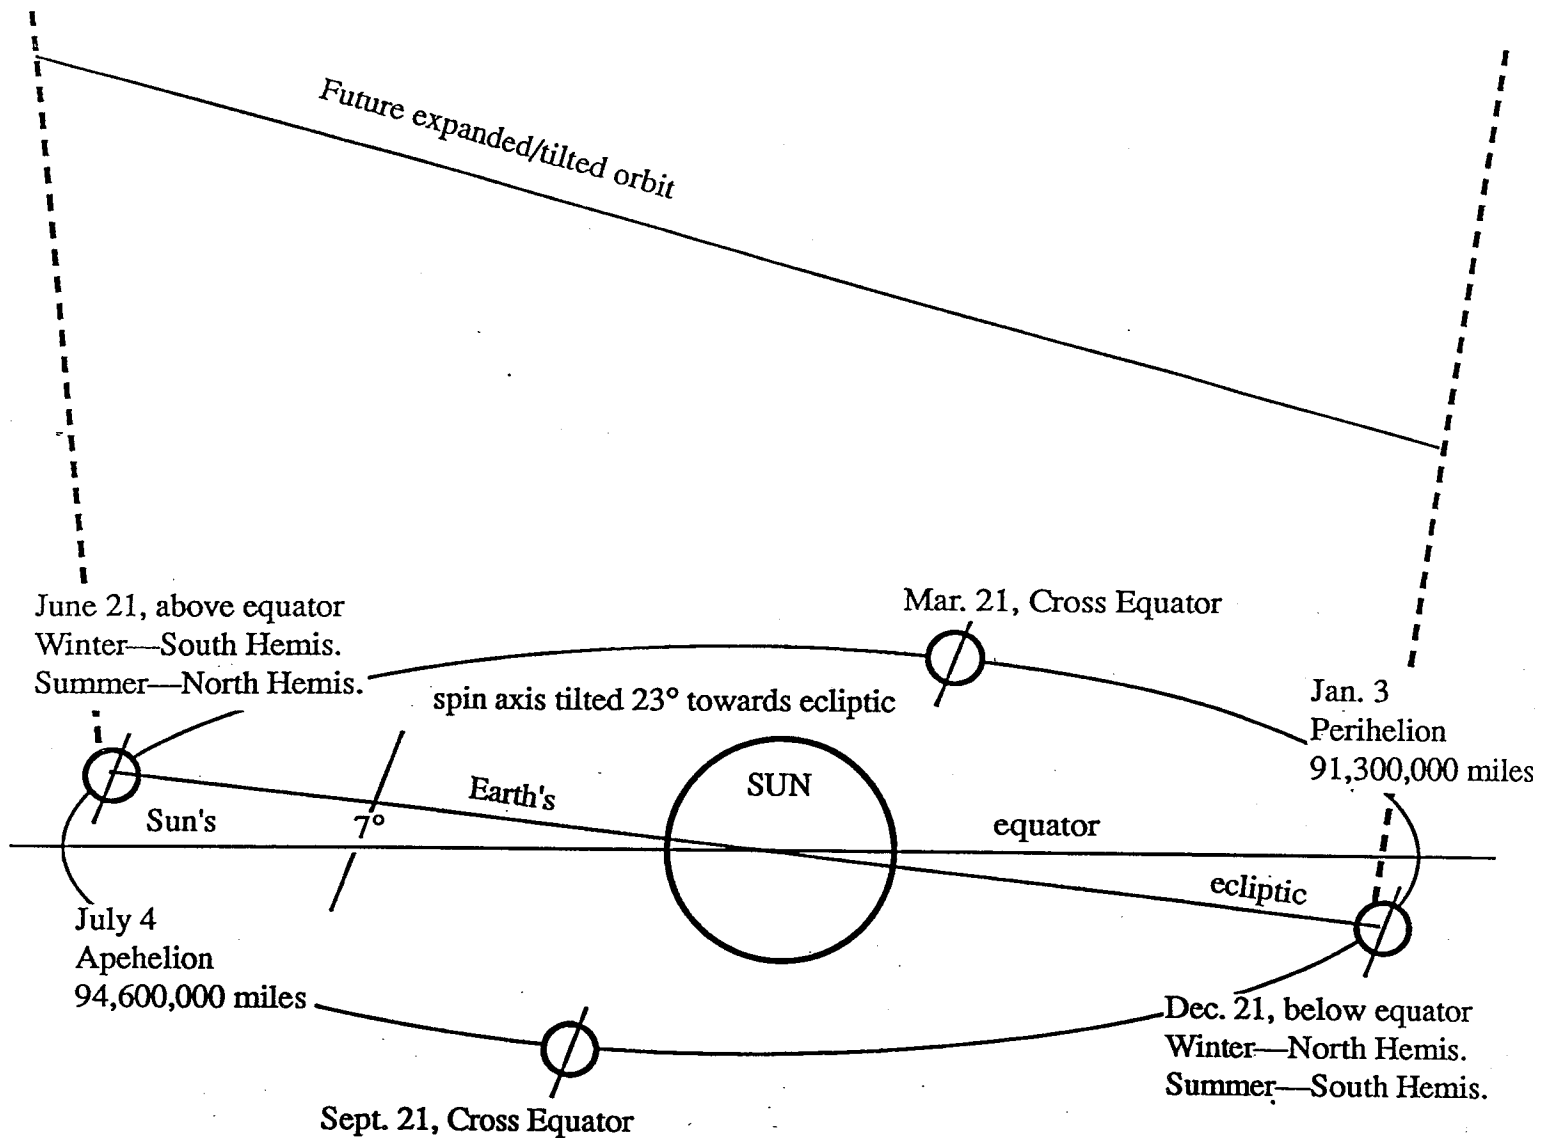 Future expanded/tilted orbit
June 21, above equator
Winter—South Hemis.
Summer—North Hemis.
Mar. 21, Cross Equator
spin axis tilted 23° towards ecliptic
Jan. 3
Perihelion
91,300,000 miles
SUN
Earth's
Sun's
7°
equator
ecliptic
July 4
Apehelion
94,600,000 miles
Dec. 21, below equator
Winter—North Hemis.
Summer—South Hemis.
Sept. 21, Cross Equator